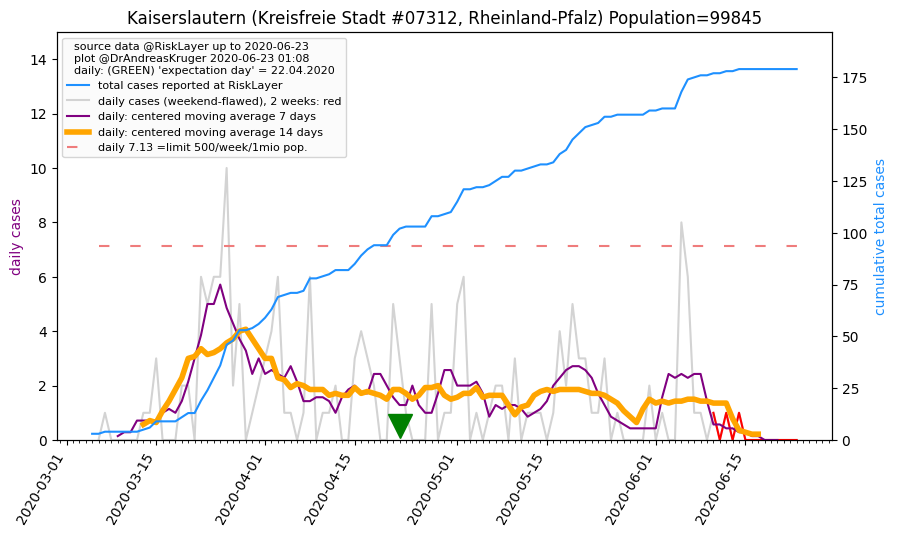 Kaiserslautern (Kreisfreie Stadt #07312, Rheinland-Pfalz) Population=99845
source data @RiskLayer up to 2020-06-23
plot @DrAndreasKruger 2020-06-23 01:08
daily: (GREEN) 'expectation day' = 22.04.2020
total cases reported at RiskLayer
daily cases (weekend-flawed), 2 weeks: red
daily: centered moving average 7 days
daily: centered moving average 14 days
daily 7.13 =limit 500/week/1mio pop.
daily cases
14
12
10
8
6
4
2
0
cumulative total cases
175
150
125
100
75
50
25
0
2020-03-01
2020-03-15
2020-04-01
2020-04-15
2020-05-01
2020-05-15
2020-06-01
2020-06-15